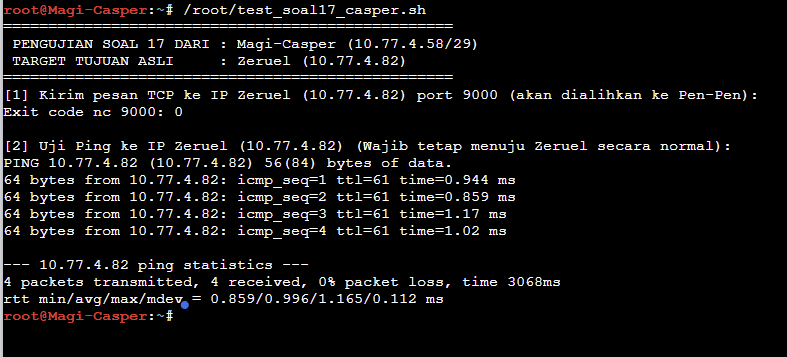 root@Magi-Casper:~# /root/test_soal17_casper.sh
==================================================
 PENGUJIAN SOAL 17 DARI : Magi-Casper (10.77.4.58/29)
 TARGET TUJUAN ASLI     : Zeruel (10.77.4.82)
==================================================
[1] Kirim pesan TCP ke IP Zeruel (10.77.4.82) port 9000 (akan dialihkan ke Pen-Pen):
Exit code nc 9000: 0

[2] Uji Ping ke IP Zeruel (10.77.4.82) (Wajib tetap menuju Zeruel secara normal):
PING 10.77.4.82 (10.77.4.82) 56(84) bytes of data.
64 bytes from 10.77.4.82: icmp_seq=1 ttl=61 time=0.944 ms
64 bytes from 10.77.4.82: icmp_seq=2 ttl=61 time=0.859 ms
64 bytes from 10.77.4.82: icmp_seq=3 ttl=61 time=1.17 ms
64 bytes from 10.77.4.82: icmp_seq=4 ttl=61 time=1.02 ms

--- 10.77.4.82 ping statistics ---
4 packets transmitted, 4 received, 0% packet loss, time 3068ms
rtt min/avg/max/mdev = 0.859/0.996/1.165/0.112 ms
root@Magi-Casper:~#